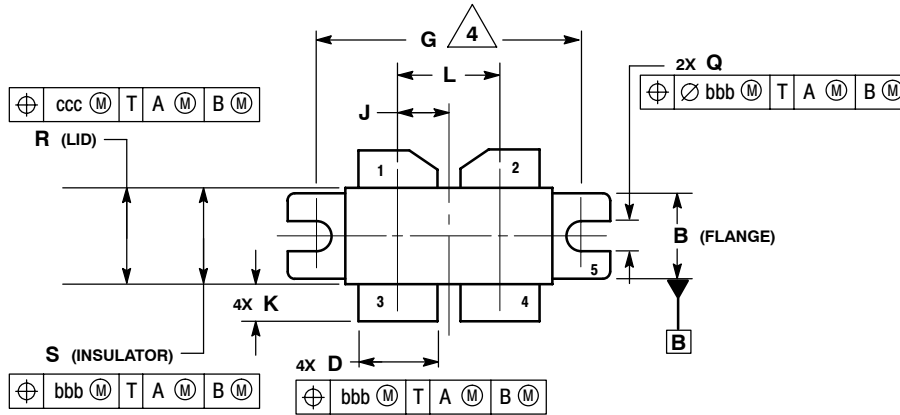 G 4
2X Q
L
⌖ ⌀ bbb Ⓜ T A Ⓜ B Ⓜ
⌖ ccc Ⓜ T A Ⓜ B Ⓜ
J
R (LID)
1 2
B (FLANGE)
5
4X K
3 4
B
S (INSULATOR)
4X D
⌖ bbb Ⓜ T A Ⓜ B Ⓜ
⌖ bbb Ⓜ T A Ⓜ B Ⓜ